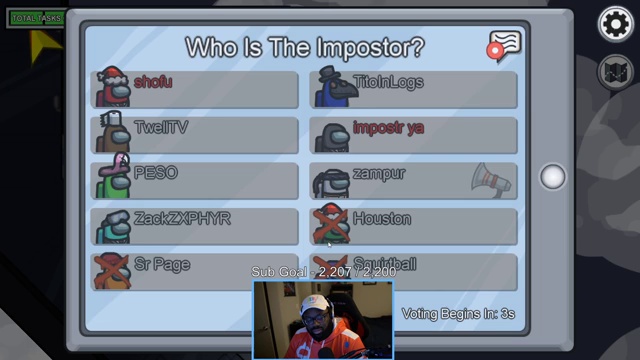 TOTAL TASKS
Who Is The Impostor?
shofu
TitoInLogs
TwellTV
impostr ya
PESO
zampur
ZackZXPHYR
Houston
Sr Page
Squirtball
Sub Goal - 2,207 / 2,200
Voting Begins In: 3s